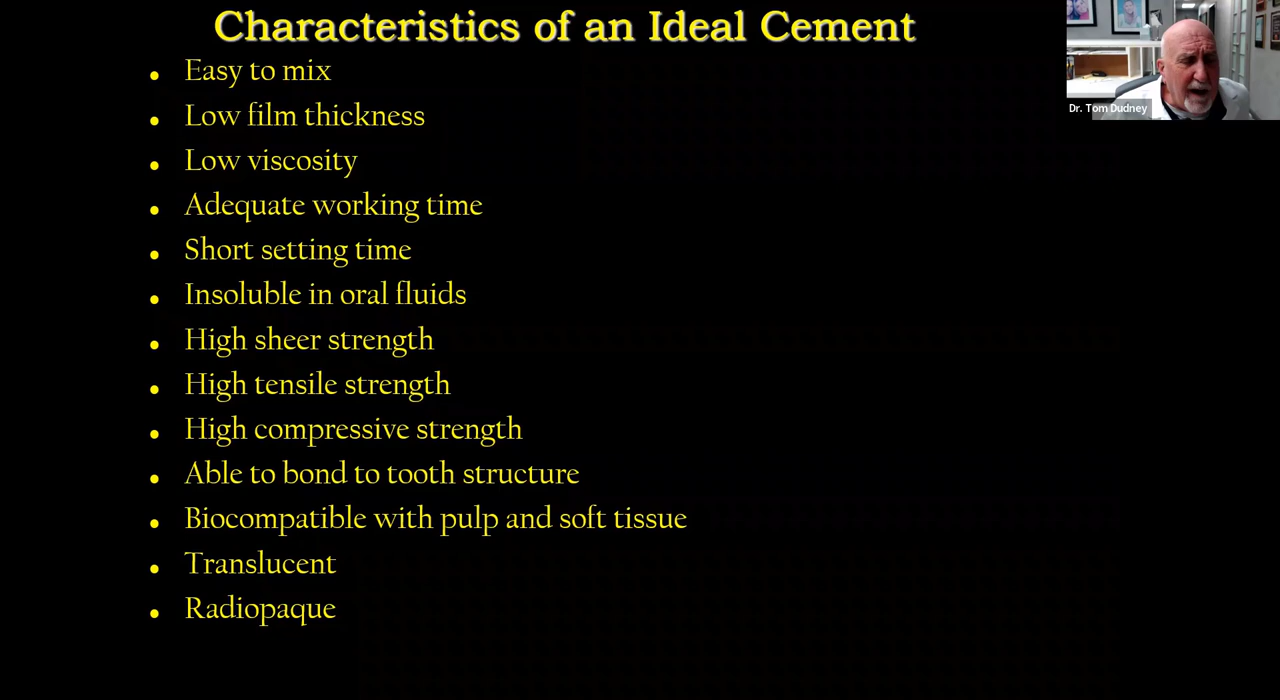 Characteristics of an Ideal Cement
• Easy to mix
• Low film thickness
• Low viscosity
• Adequate working time
• Short setting time
• Insoluble in oral fluids
• High sheer strength
• High tensile strength
• High compressive strength
• Able to bond to tooth structure
• Biocompatible with pulp and soft tissue
• Translucent
• Radiopaque
Dr. Tom Dudney